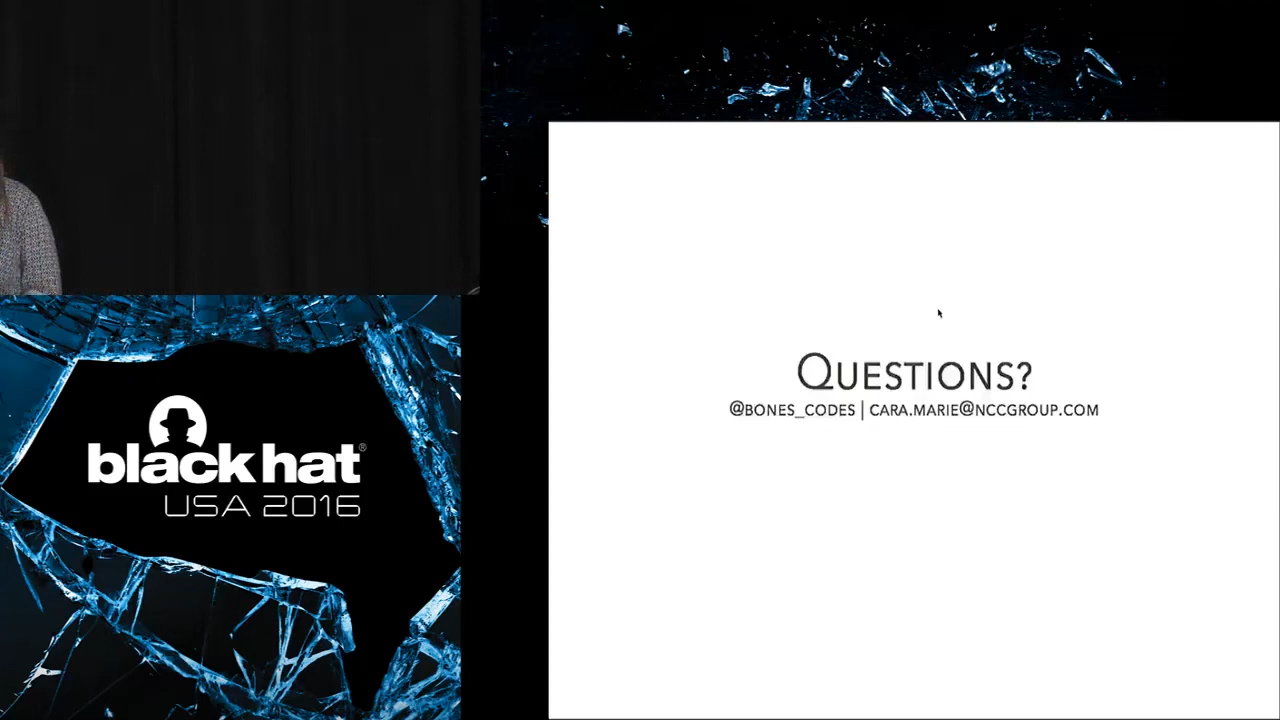 black hat®
USA 2016
QUESTIONS?
@BONES_CODES | CARA.MARIE@NCCGROUP.COM